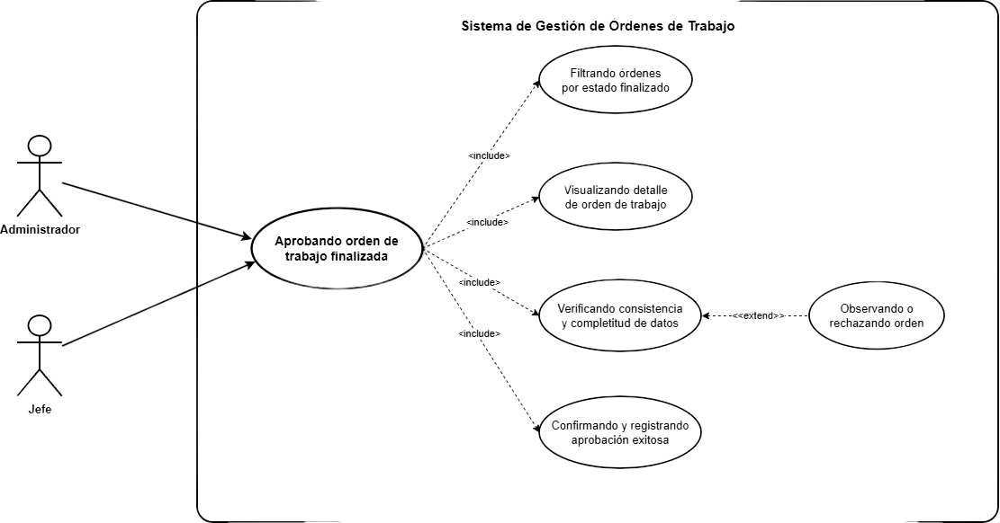 Sistema de Gestión de Órdenes de Trabajo
Filtrando órdenes
por estado finalizado
<include>
Visualizando detalle
de orden de trabajo
<include>
Administrador
Aprobando orden de
trabajo finalizada
<include>
Verificando consistencia
y completitud de datos
<<extend>>
Observando o
rechazando orden
<include>
Jefe
Confirmando y registrando
aprobación exitosa